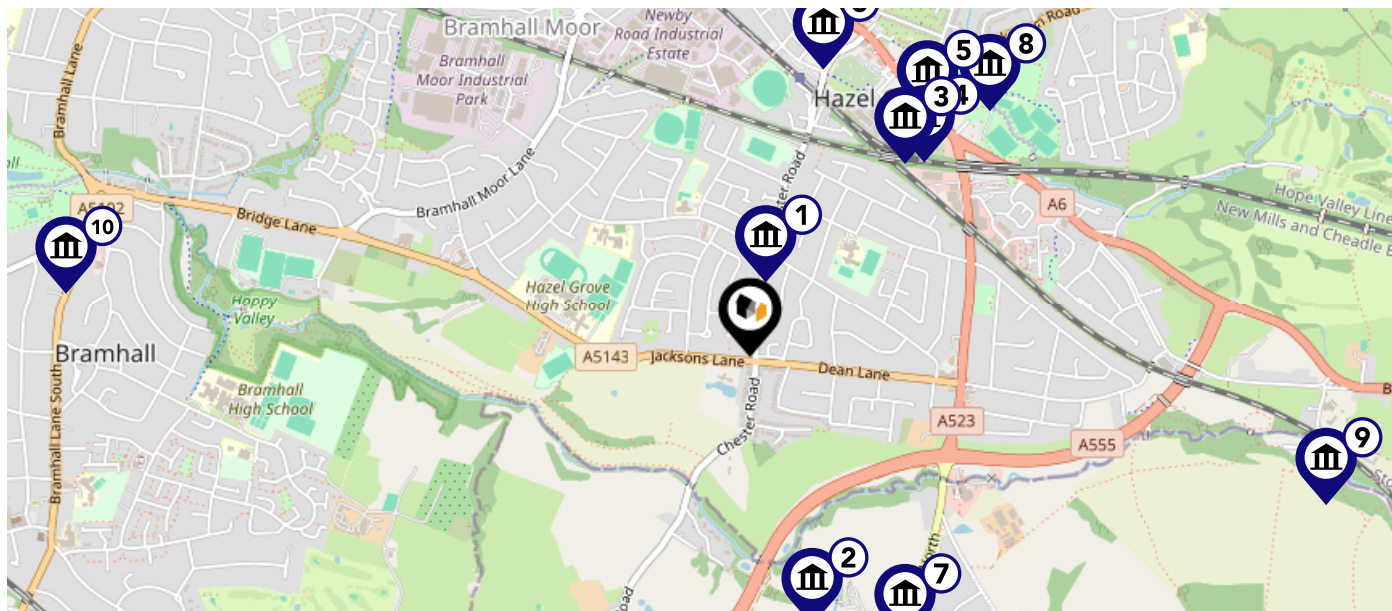 Bramhall Moor
Newby
Road Industrial
Estate
Bramhall
Moor Industrial
Park
Bramhall Lane
Hazel
5
8
3
4
Road
A5102
Bridge Lane
Bramhall Moor Lane
1
10
A6
Hope Valley Line
New Mills and Cheadle
Hazel Grove
High School
Happy
Valley
Bramhall
A5143
Jacksons Lane
Dean Lane
Bramhall
High School
Bramhall Lane South
Chester Road
A523
A555
9
2
7